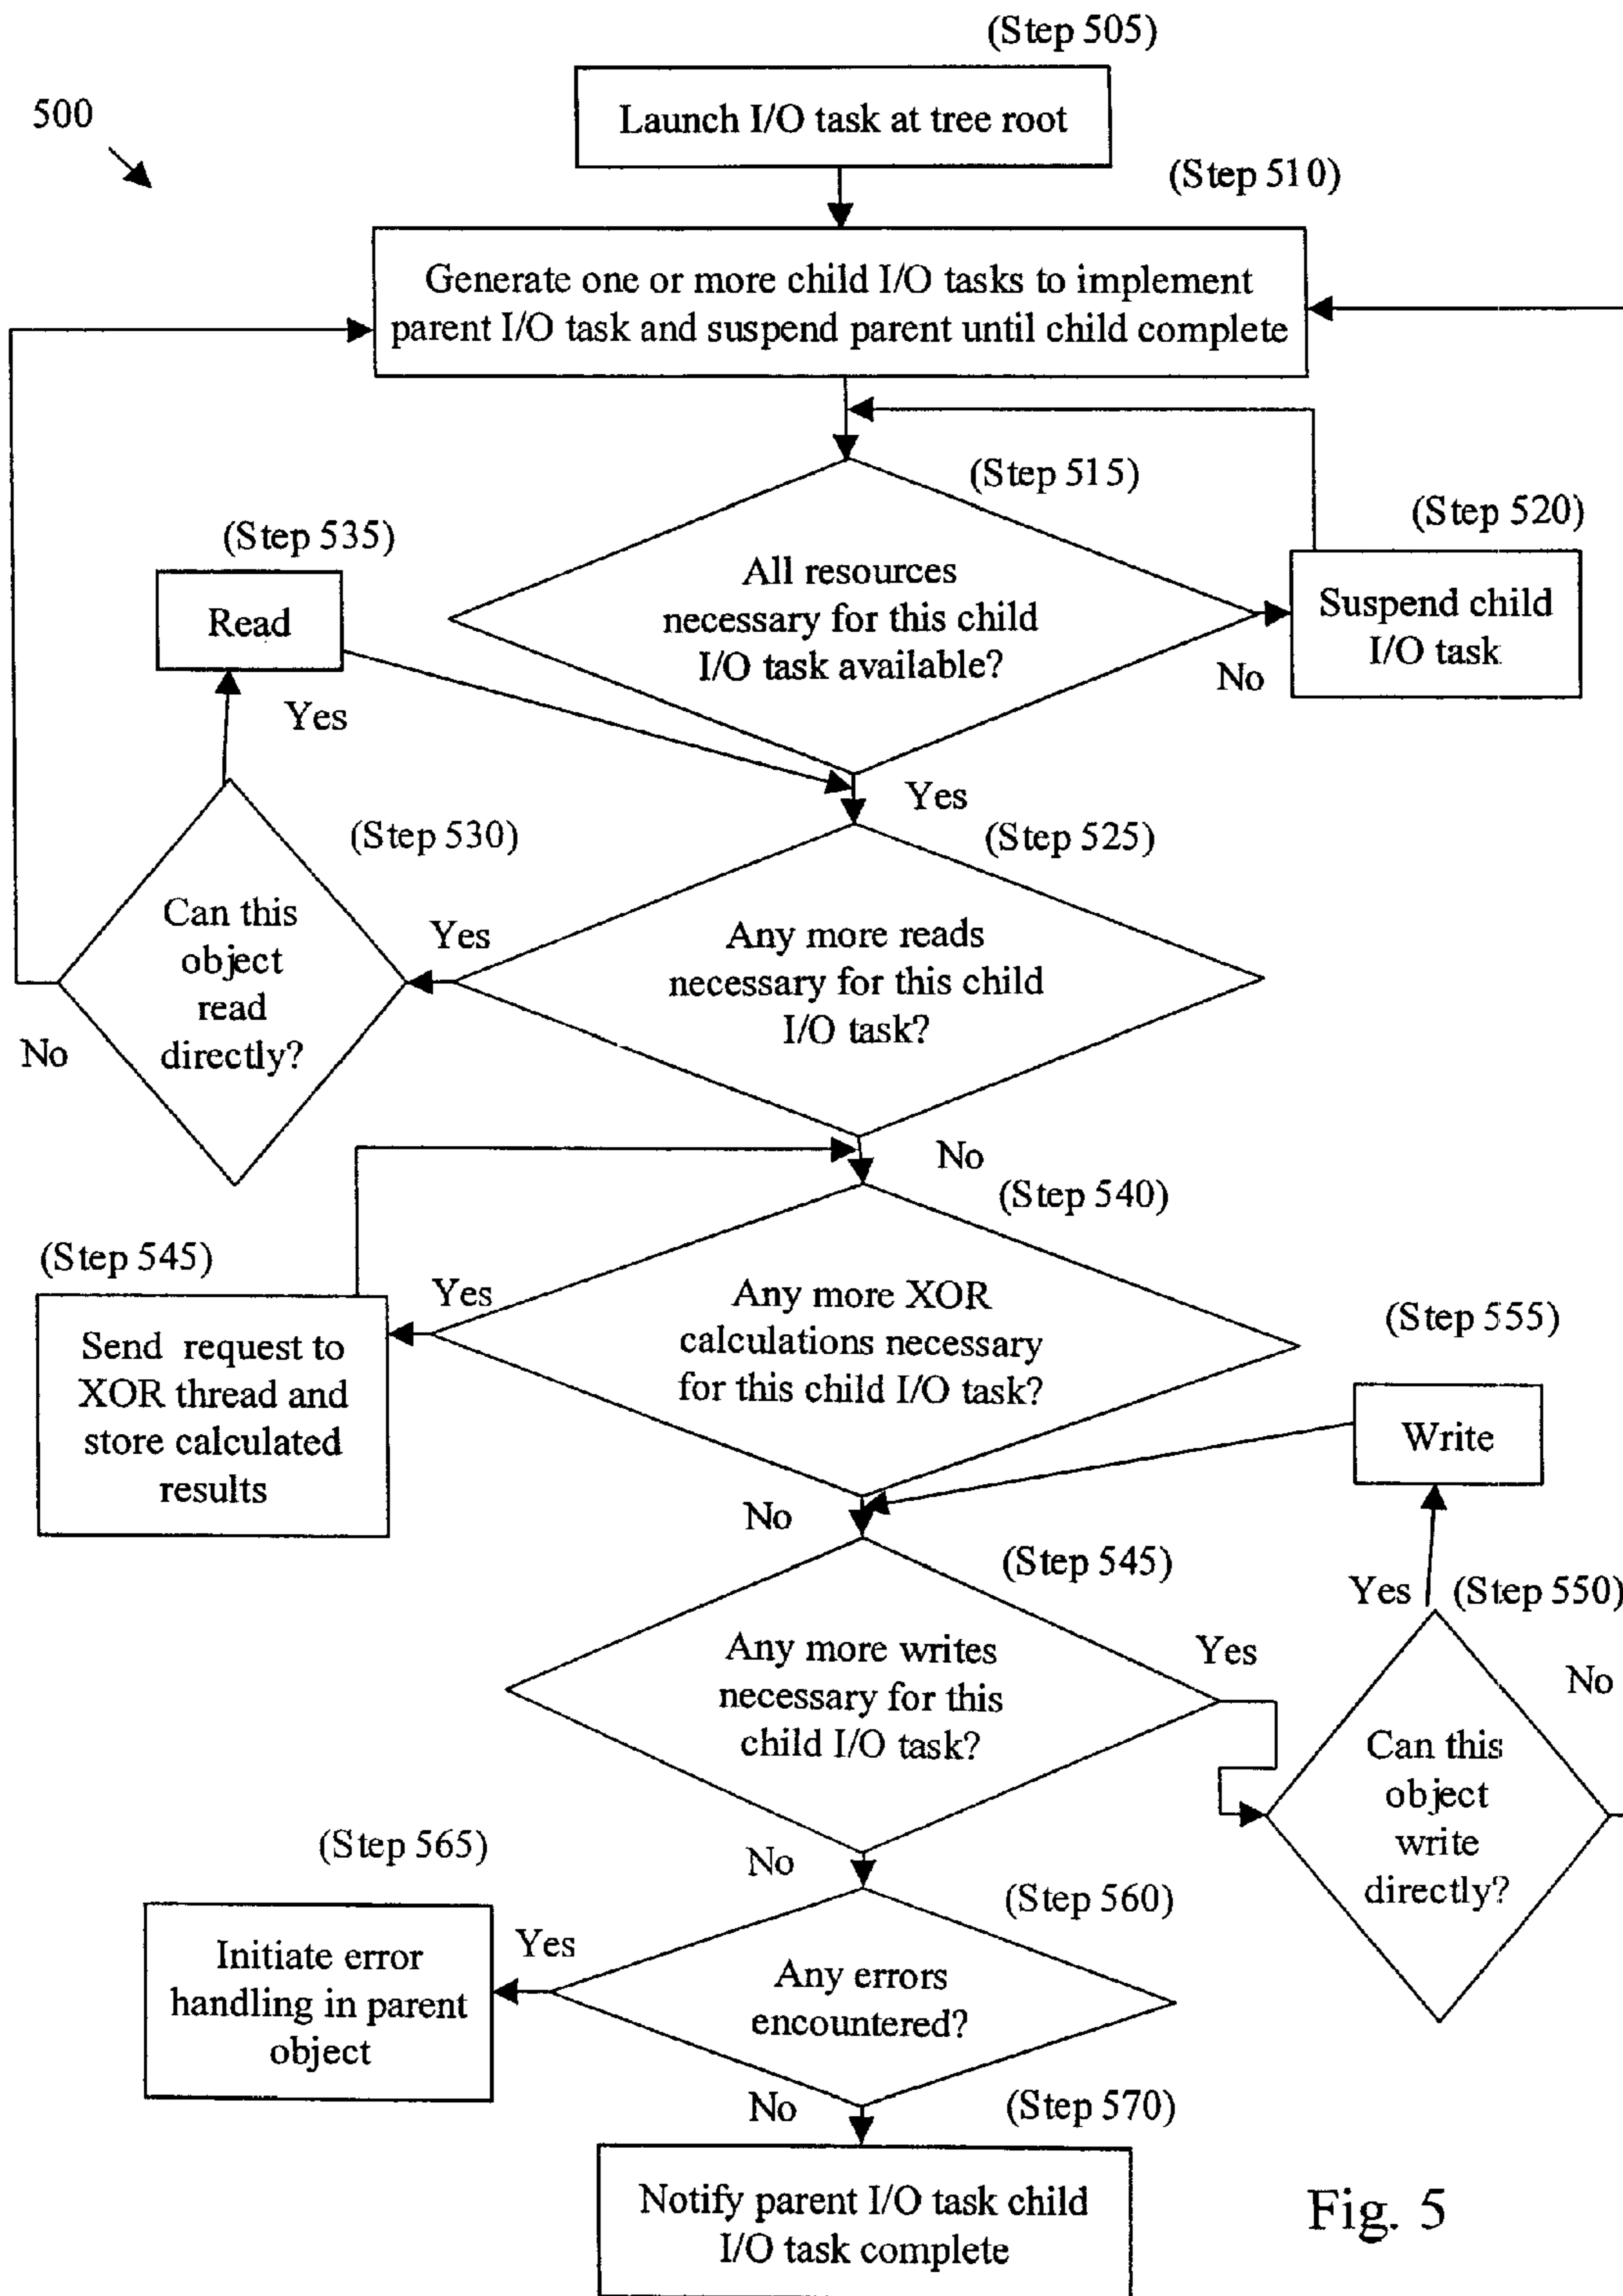 (Step 505)
500
Launch I/O task at tree root
(Step 510)
Generate one or more child I/O tasks to implement
parent I/O task and suspend parent until child complete
(Step 515)
(Step 520)
(Step 535)
All resources
necessary for this child
I/O task available?
Suspend child
I/O task
Read
No
Yes
Yes
(Step 530)
(Step 525)
Can this
object
read
directly?
Yes
Any more reads
necessary for this child
I/O task?
No
No
(Step 540)
(Step 545)
Yes
Any more XOR
calculations necessary
for this child I/O task?
Send request to
XOR thread and
store calculated
results
(Step 555)
Write
No
(Step 545)
Yes
(Step 550)
Any more writes
necessary for this
child I/O task?
Yes
No
Can this
object
write
directly?
(Step 565)
No
(Step 560)
Initiate error
handling in parent
object
Yes
Any errors
encountered?
No
(Step 570)
Notify parent I/O task child
I/O task complete
Fig. 5